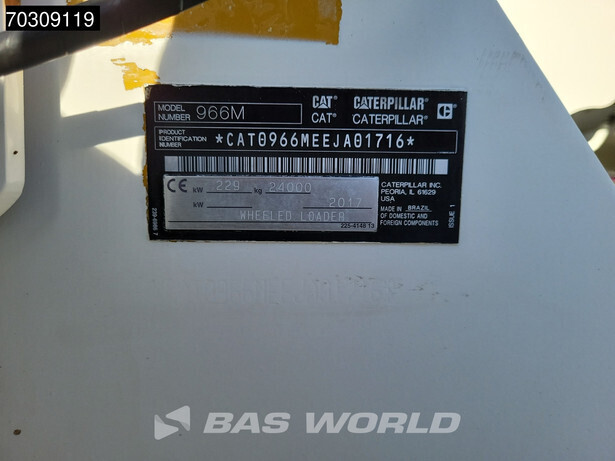 70309119
MODEL NUMBER 966M
CAT® CATERPILLAR®
CAT® CATERPILLAR®
PRODUCT IDENTIFICATION NUMBER *CAT0966MEEJA01716*
CE kW 229 kg 24000
kW 2017
WHEELED LOADER
225-4148 13
CATERPILLAR INC.
PEORIA, IL 61629
USA
MADE IN BRAZIL
OF DOMESTIC AND
FOREIGN COMPONENTS
ISSUE 1
BAS WORLD